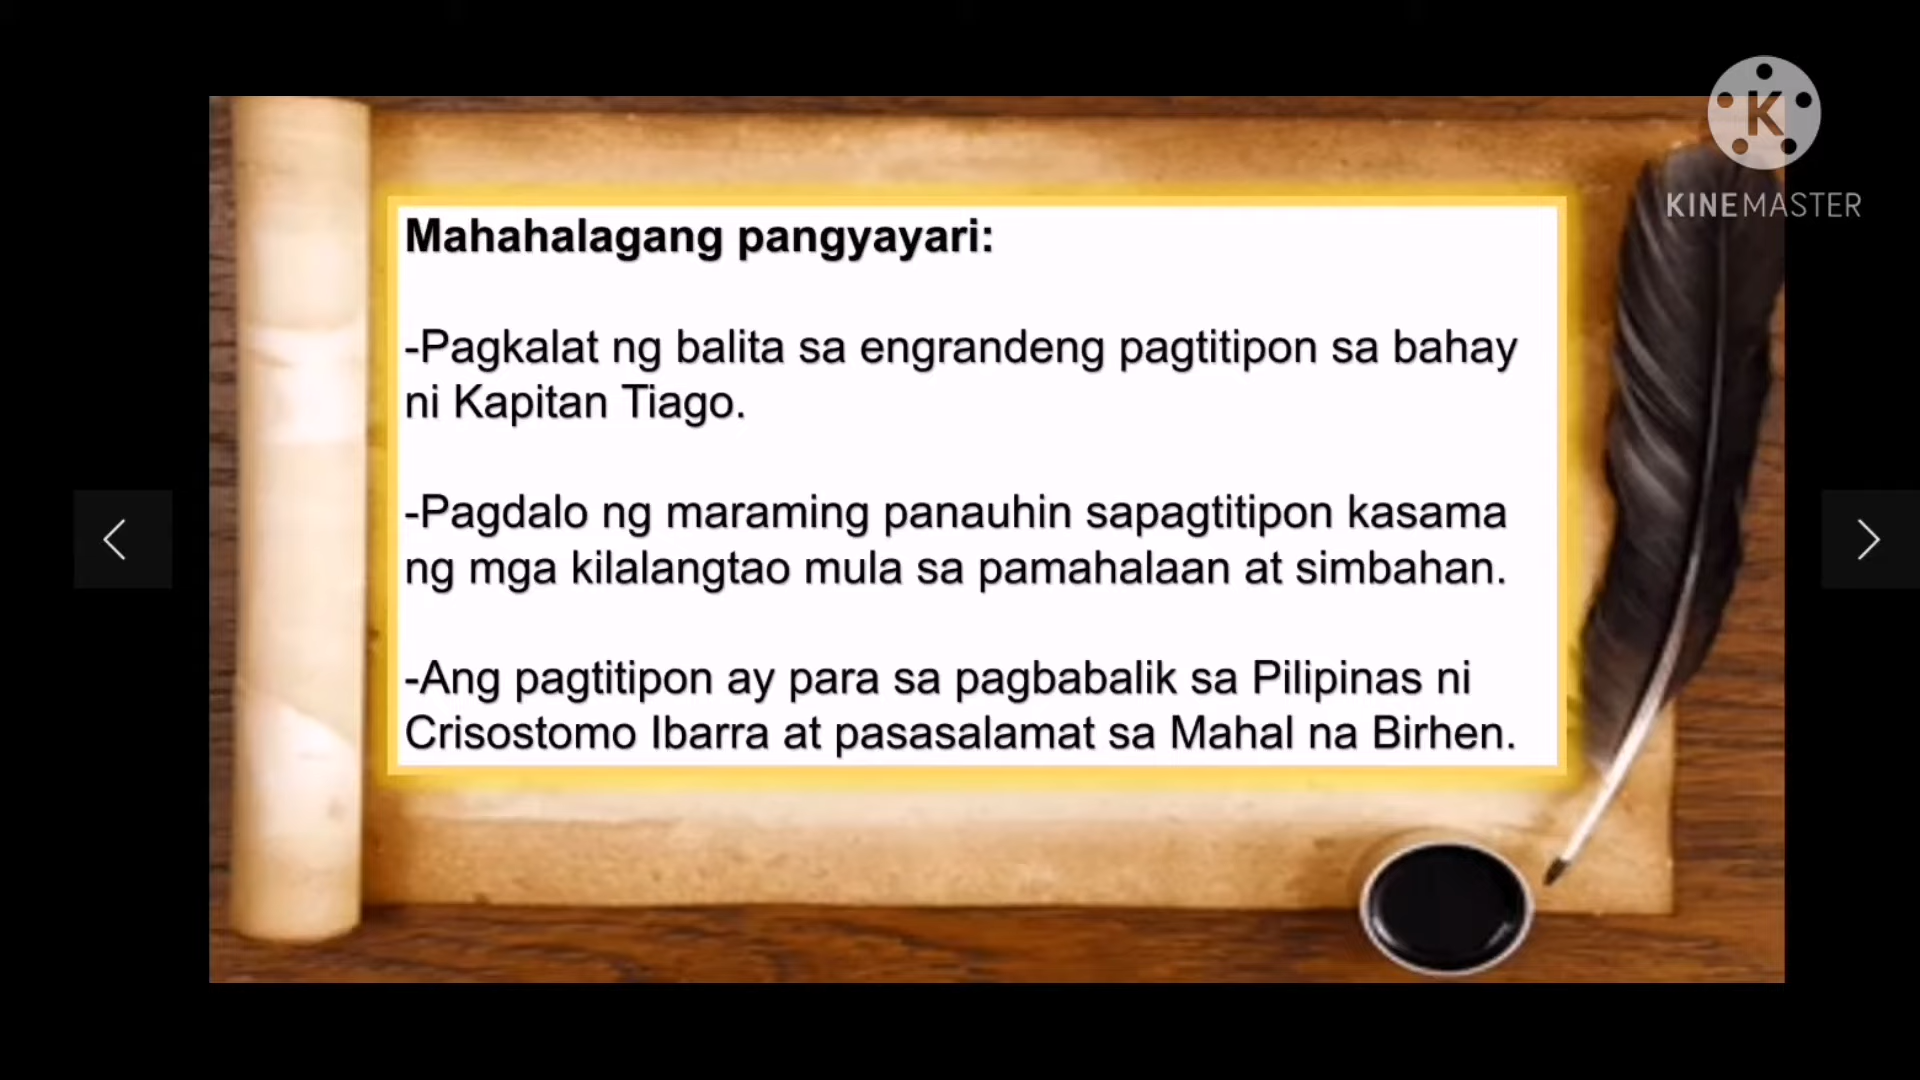 K
KINEMASTER
Mahahalagang pangyayari:
-Pagkalat ng balita sa engrandeng pagtitipon sa bahay
ni Kapitan Tiago.
-Pagdalo ng maraming panauhin sapagtitipon kasama
ng mga kilalangtao mula sa pamahalaan at simbahan.
-Ang pagtitipon ay para sa pagbabalik sa Pilipinas ni
Crisostomo Ibarra at pasasalamat sa Mahal na Birhen.